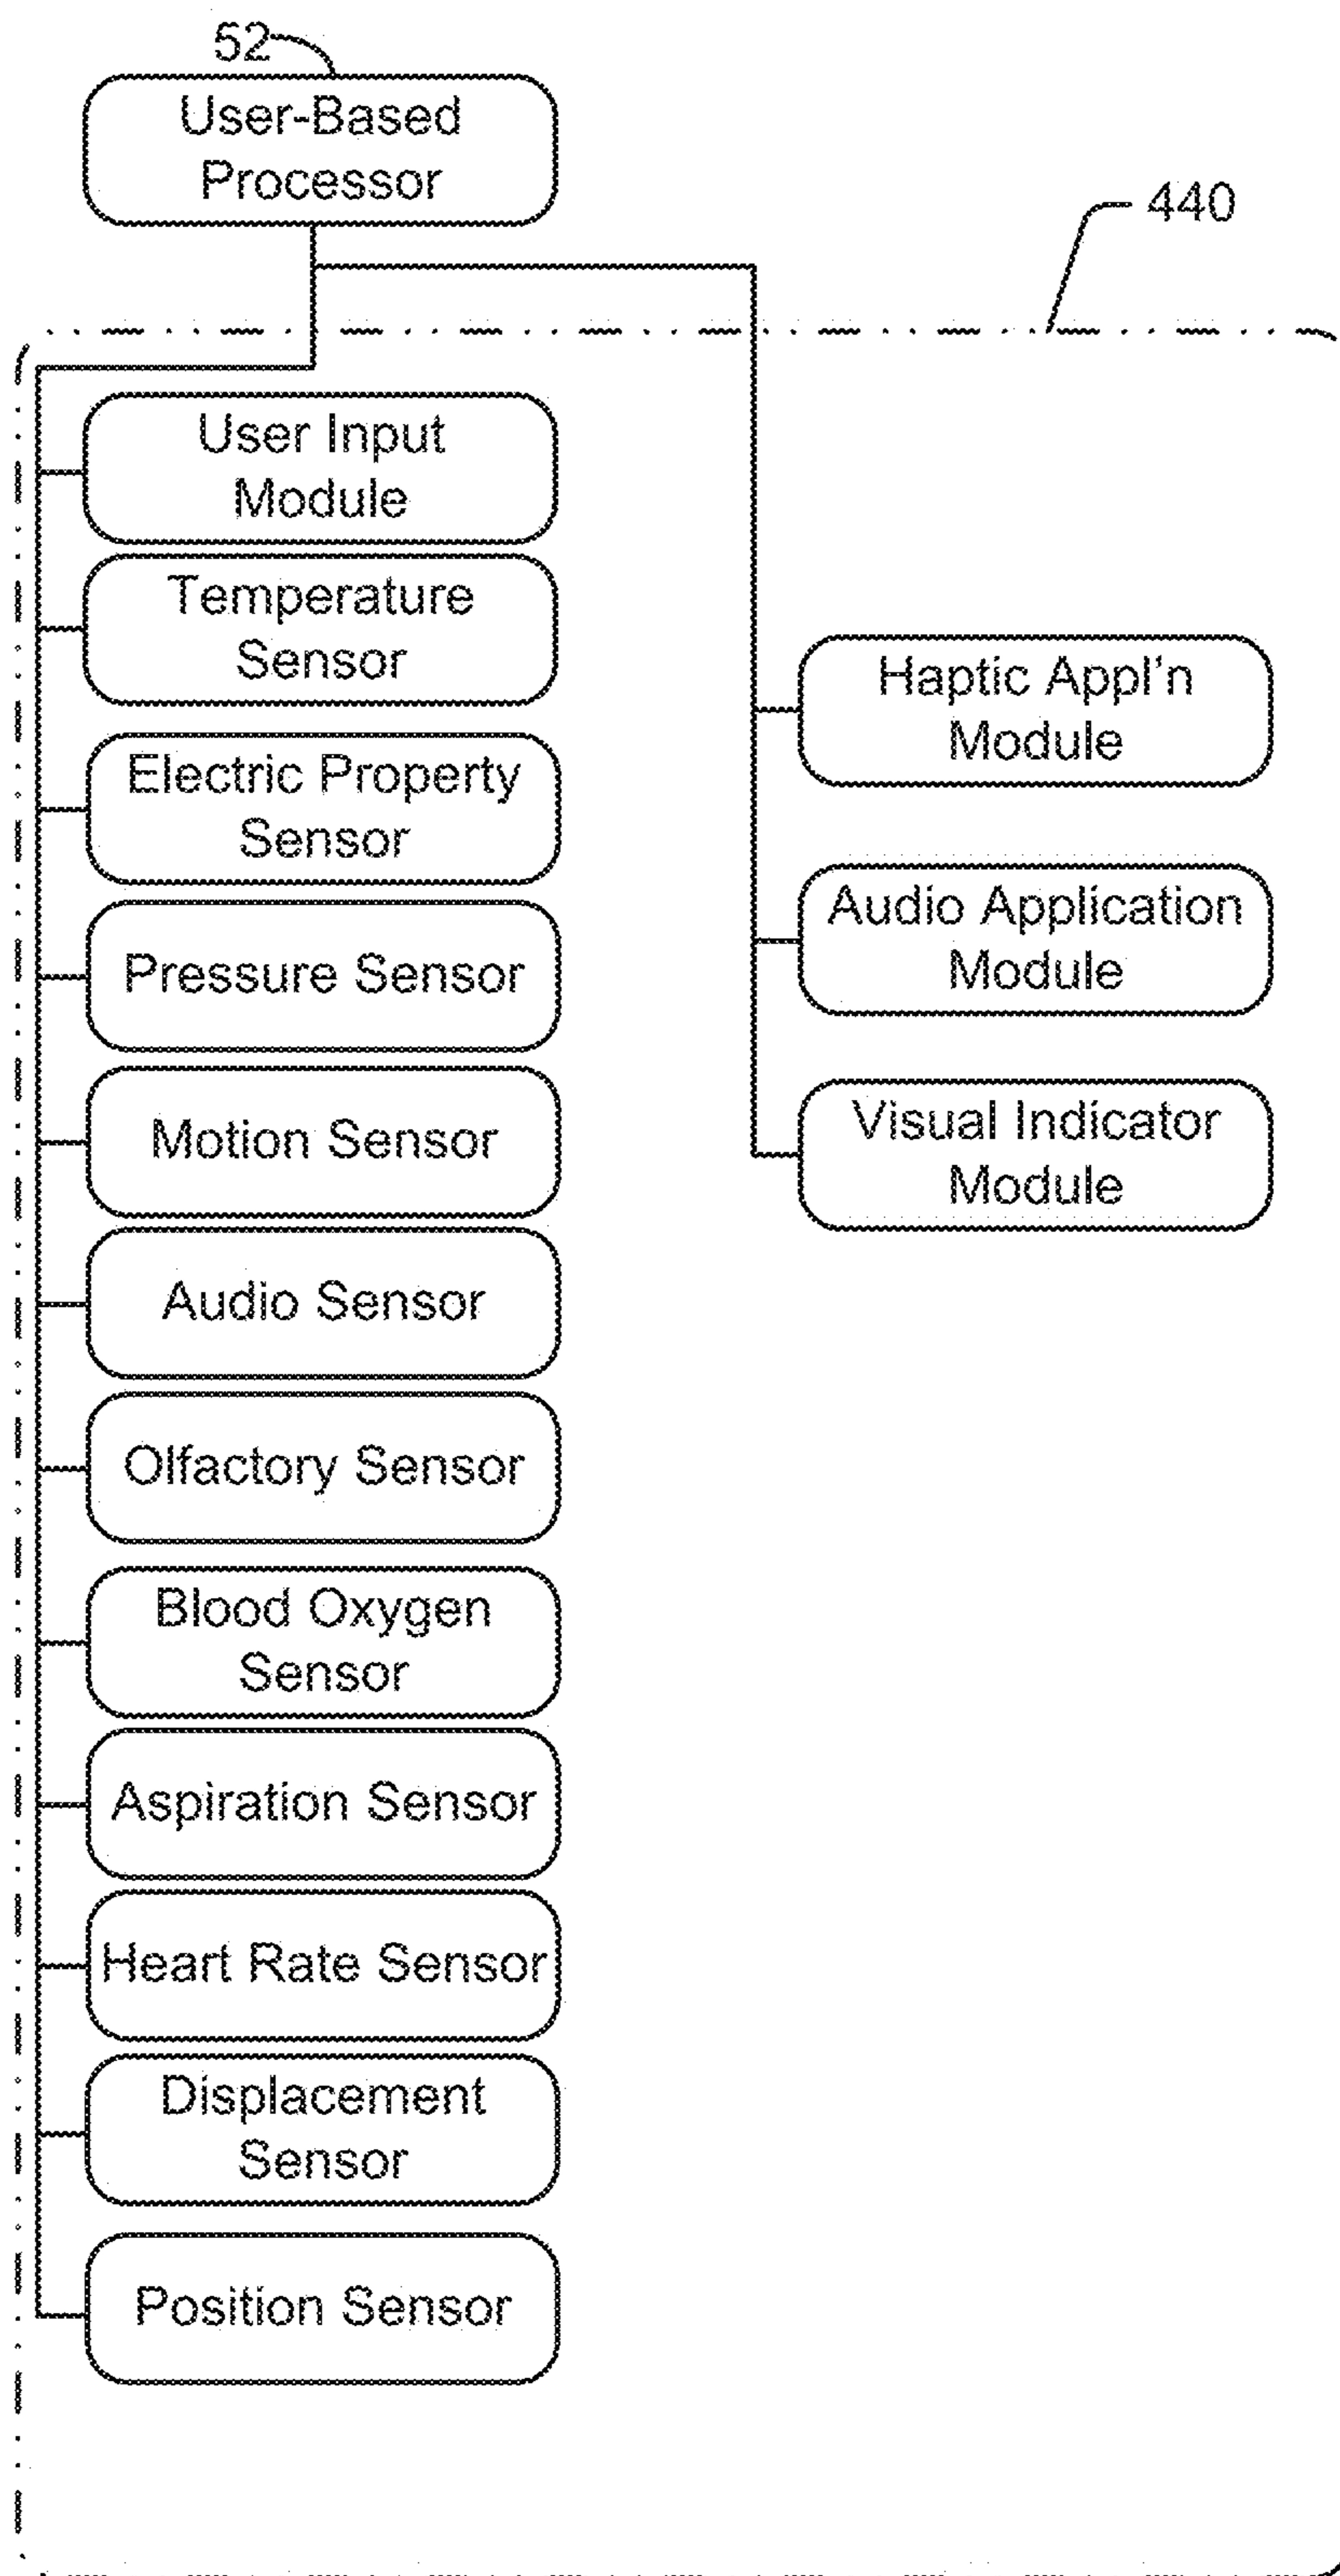 52
User-Based
Processor
440
User Input
Module
Temperature
Sensor
Electric Property
Sensor
Pressure Sensor
Motion Sensor
Audio Sensor
Olfactory Sensor
Blood Oxygen
Sensor
Aspiration Sensor
Heart Rate Sensor
Displacement
Sensor
Position Sensor
Haptic Appl'n
Module
Audio Application
Module
Visual Indicator
Module